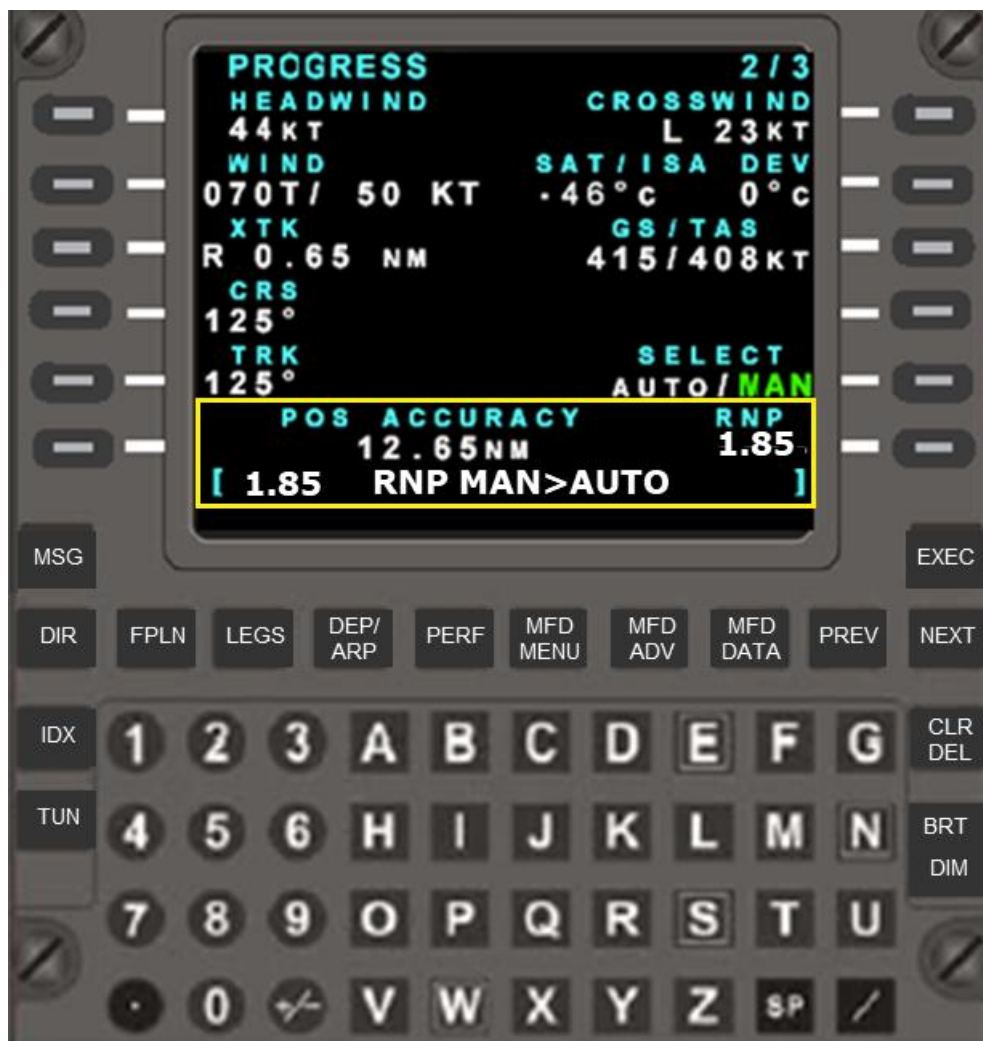 PROGRESS 2/3
HEADWIND CROSSWIND
44KT L 23KT
WIND SAT/ISA DEV
070T/ 50 KT -46°C 0°C
XTK GS/TAS
R 0.65 NM 415/408KT
CRS
125°
TRK SELECT
125° AUTO/MAN
POS ACCURACY RNP
12.65NM 1.85
[ 1.85 RNP MAN>AUTO ]
MSG EXEC
DIR FPLN LEGS DEP/ARP PERF MFD MENU MFD ADV MFD DATA PREV NEXT
IDX 1 2 3 A B C D E F G CLR DEL
TUN 4 5 6 H I J K L M N BRT DIM
7 8 9 O P Q R S T U
. 0 +/- V W X Y Z SP /